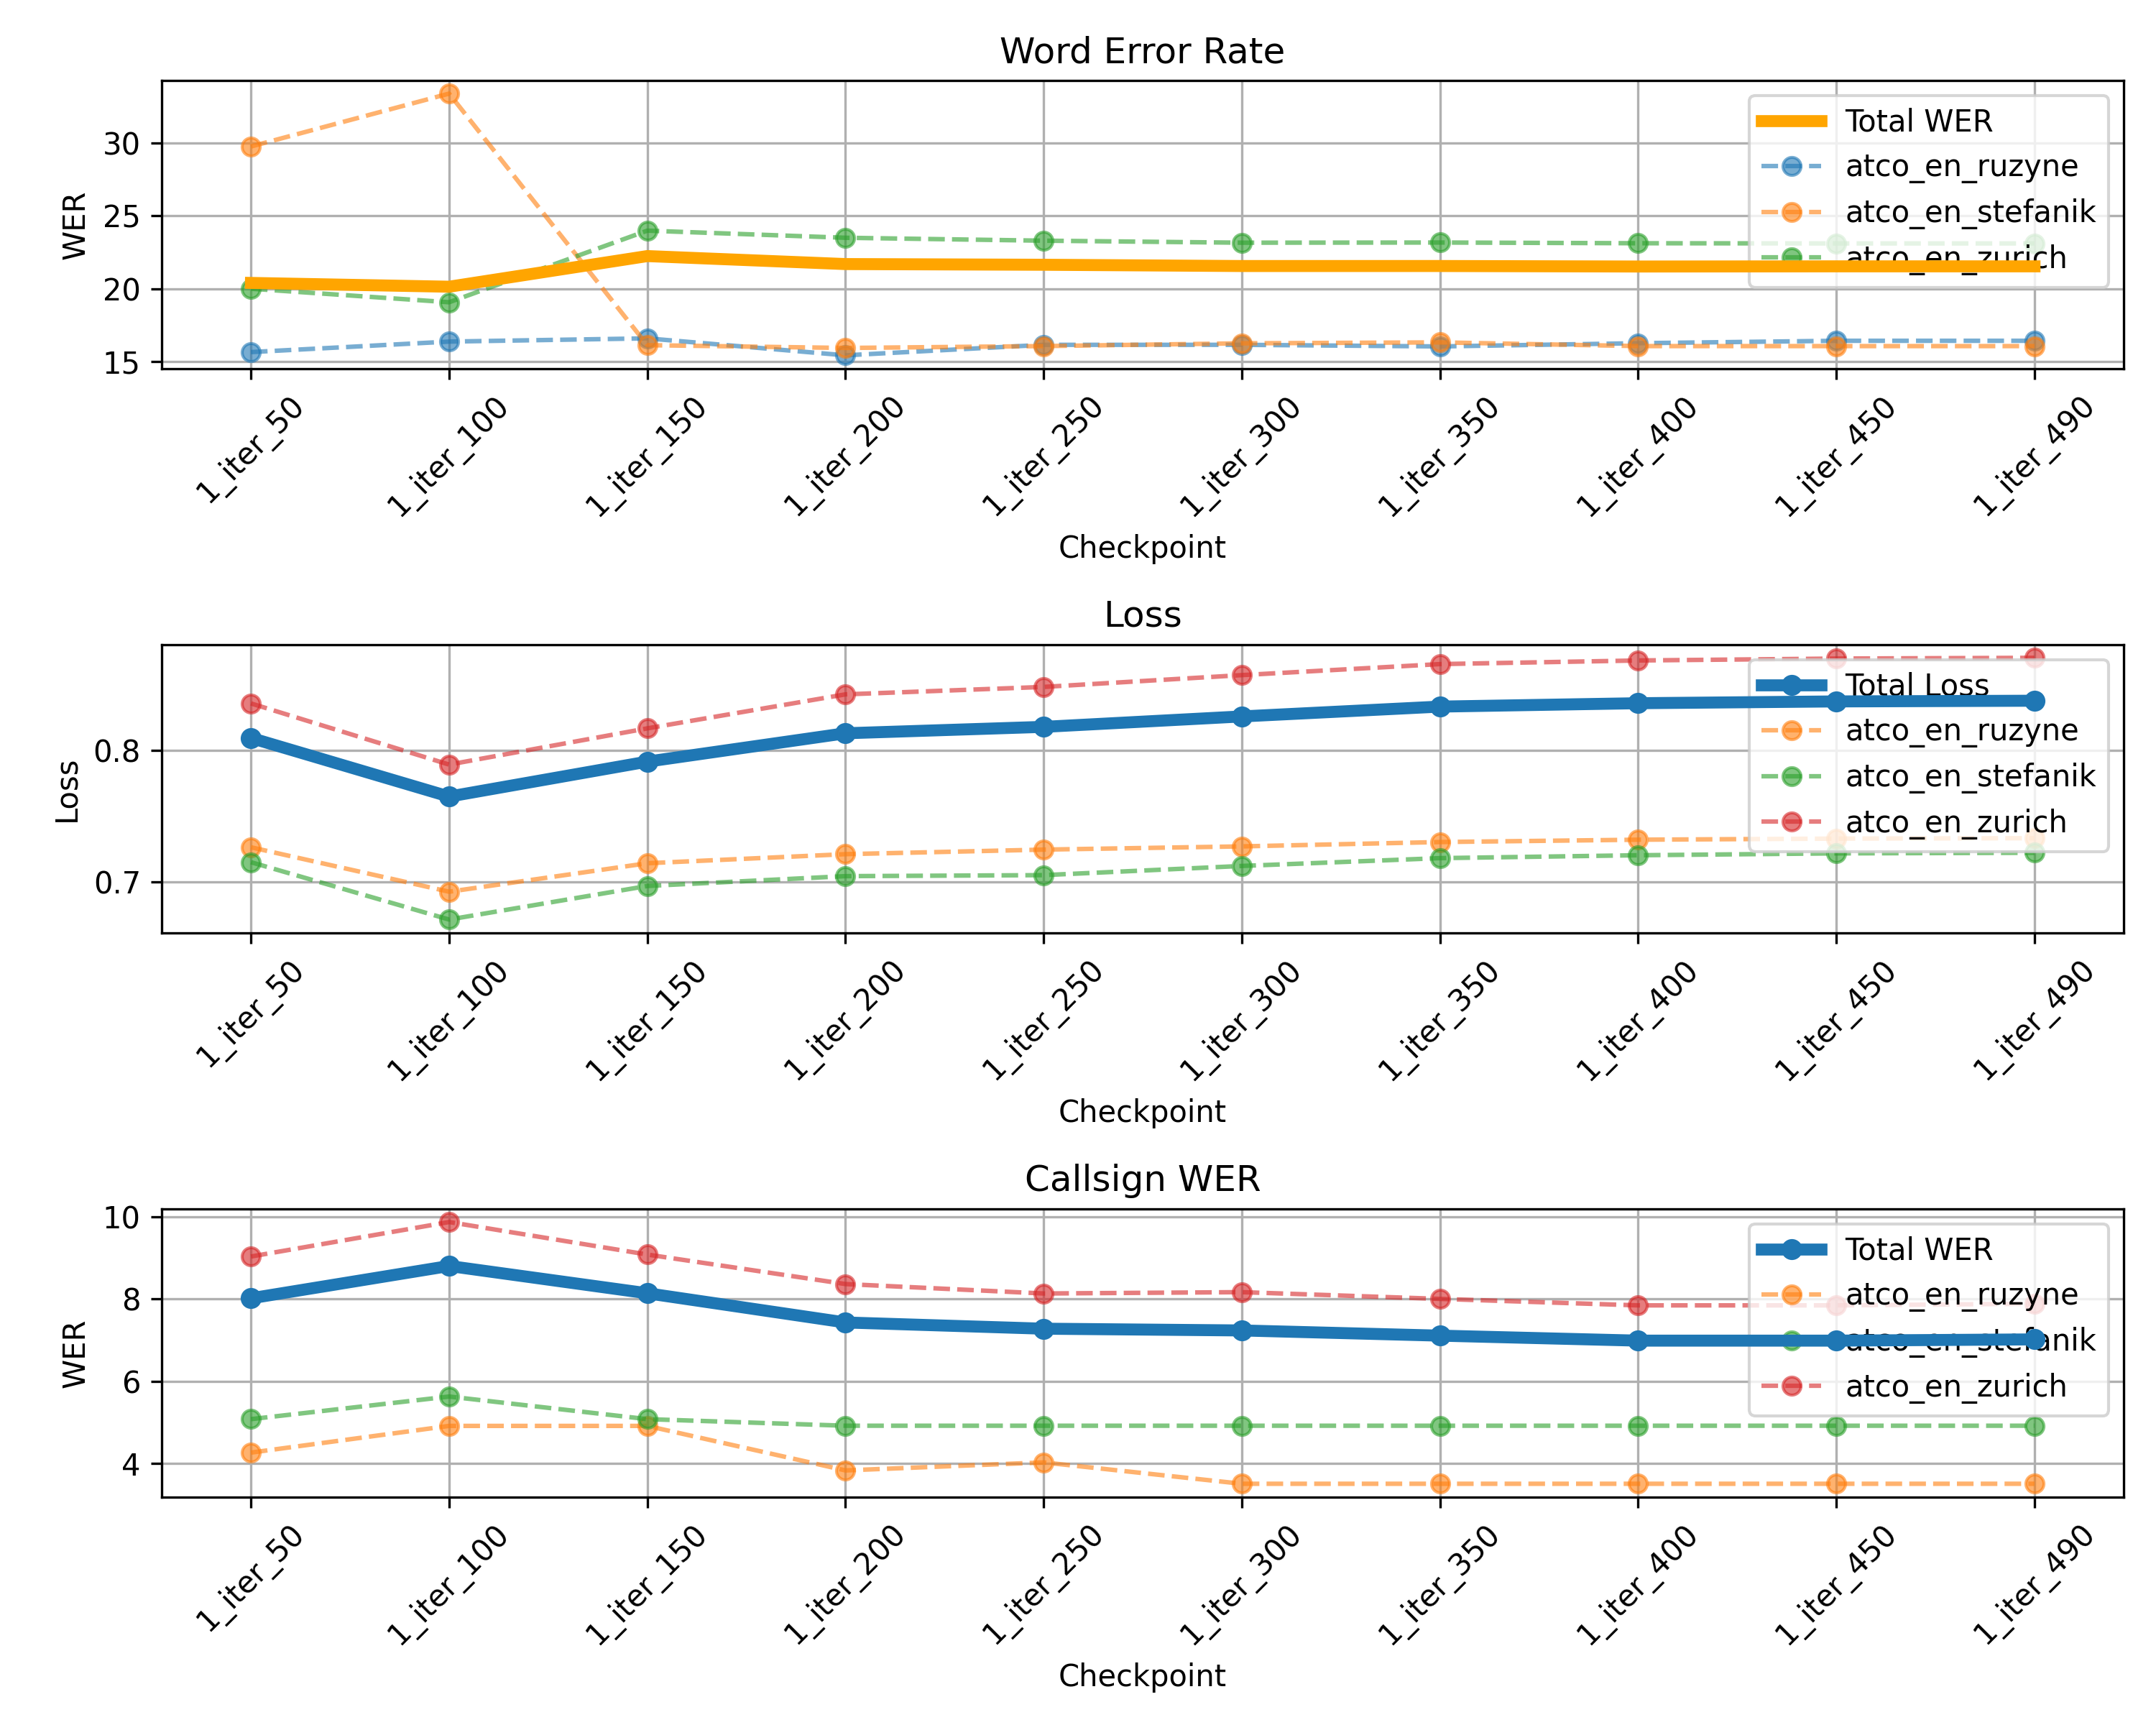 Word Error Rate
WER
30
25
20
15
Total WER
atco_en_ruzyne
atco_en_stefanik
atco_en_zurich
1_iter_50
1_iter_100
1_iter_150
1_iter_200
1_iter_250
1_iter_300
1_iter_350
1_iter_400
1_iter_450
1_iter_490
Checkpoint
Loss
Loss
0.8
0.7
Total Loss
atco_en_ruzyne
atco_en_stefanik
atco_en_zurich
1_iter_50
1_iter_100
1_iter_150
1_iter_200
1_iter_250
1_iter_300
1_iter_350
1_iter_400
1_iter_450
1_iter_490
Checkpoint
Callsign WER
WER
10
8
6
4
Total WER
atco_en_ruzyne
atco_en_stefanik
atco_en_zurich
1_iter_50
1_iter_100
1_iter_150
1_iter_200
1_iter_250
1_iter_300
1_iter_350
1_iter_400
1_iter_450
1_iter_490
Checkpoint